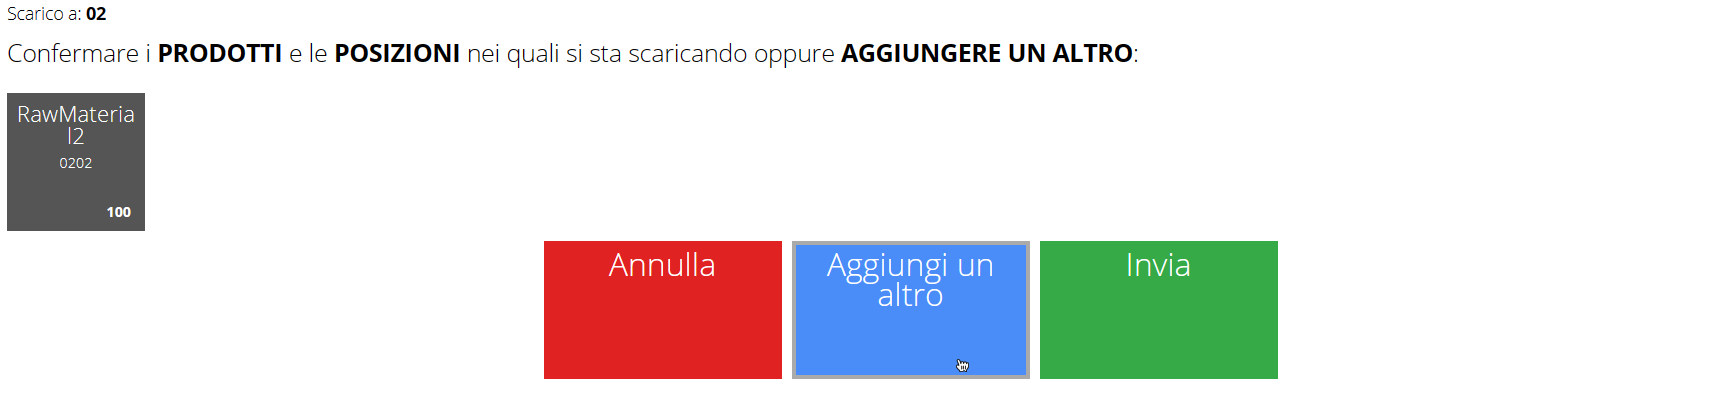 Scarico a: 02
Confermare i PRODOTTI e le POSIZIONI nei quali si sta scaricando oppure AGGIUNGERE UN ALTRO:
RawMateria
l2
0202
100
Annulla
Aggiungi un
altro
Invia